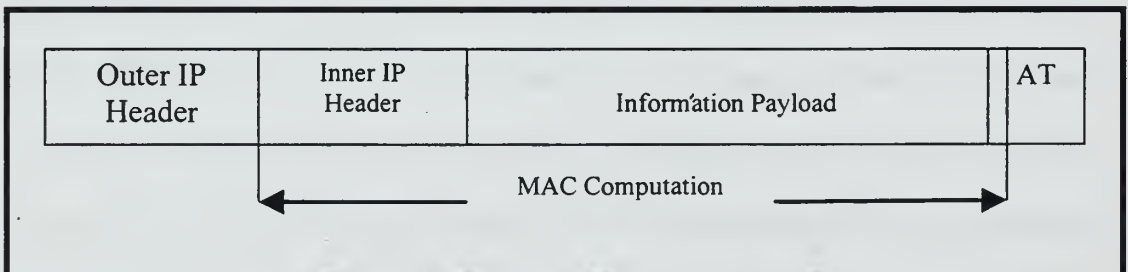 Outer IP
Header
Inner IP
Header
Information Payload
AT
MAC Computation